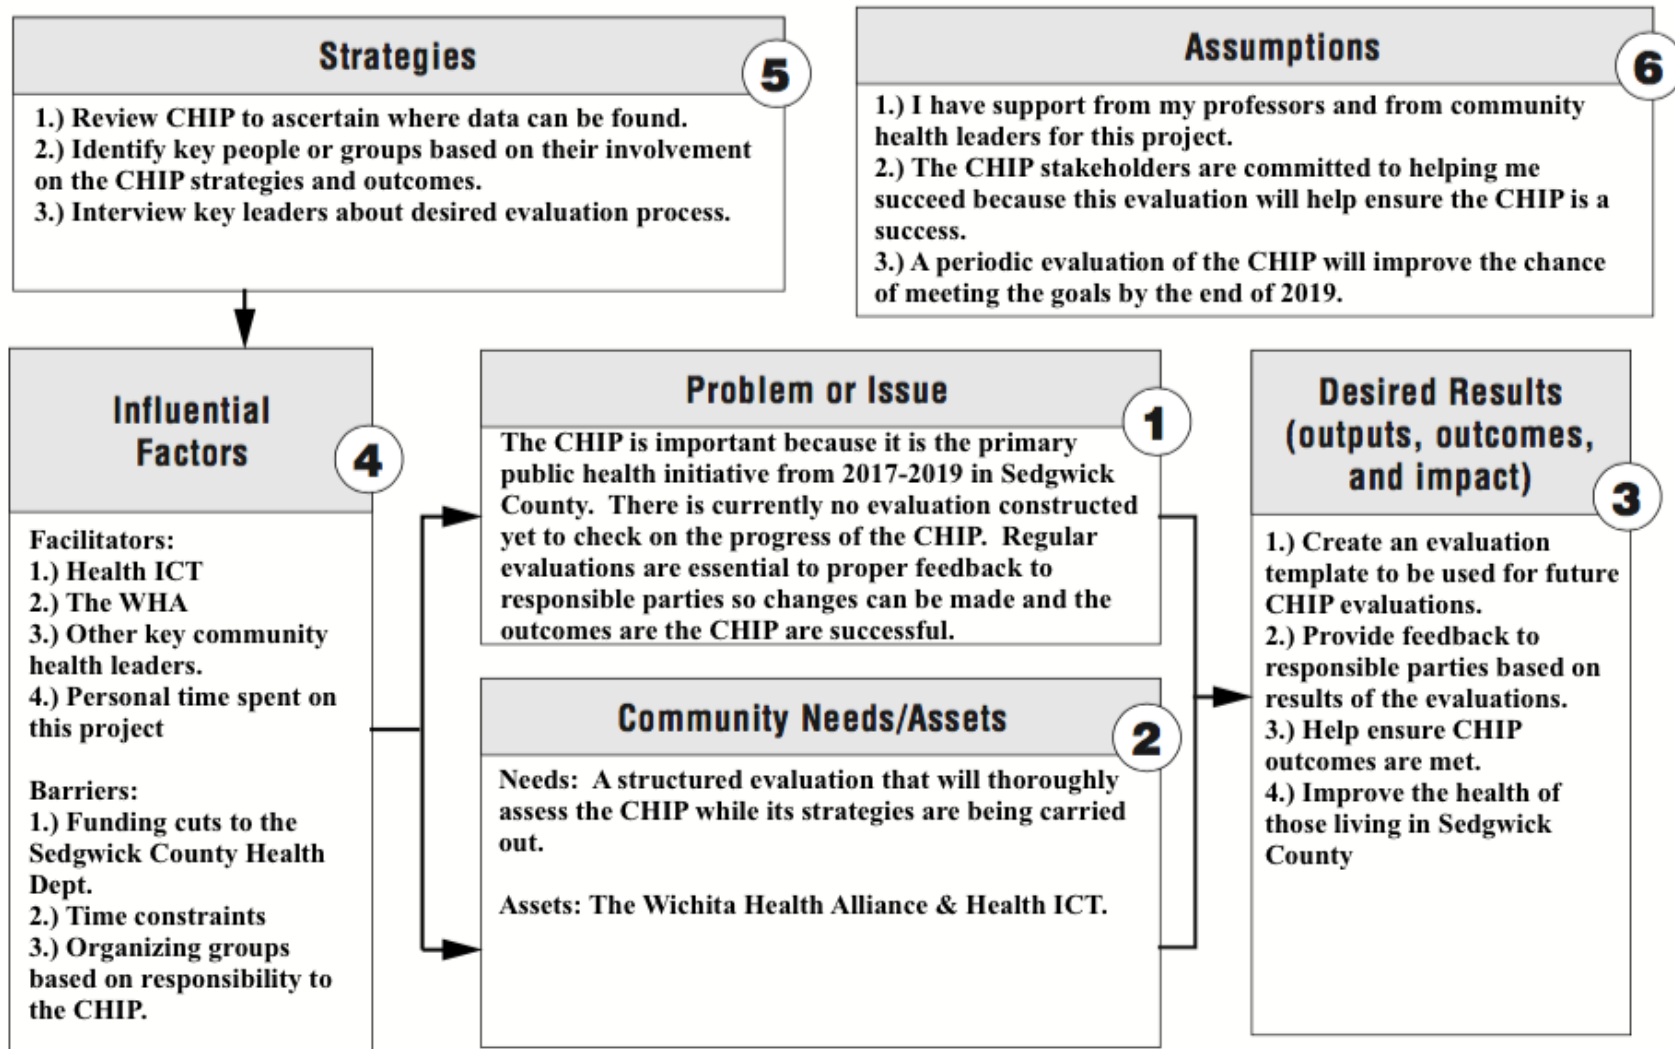 Strategies
5
1.) Review CHIP to ascertain where data can be found.
2.) Identify key people or groups based on their involvement
on the CHIP strategies and outcomes.
3.) Interview key leaders about desired evaluation process.
Assumptions
6
1.) I have support from my professors and from community
health leaders for this project.
2.) The CHIP stakeholders are committed to helping me
succeed because this evaluation will help ensure the CHIP is a
success.
3.) A periodic evaluation of the CHIP will improve the chance
of meeting the goals by the end of 2019.
Influential
Factors
4
Facilitators:
1.) Health ICT
2.) The WHA
3.) Other key community
health leaders.
4.) Personal time spent on
this project
Barriers:
1.) Funding cuts to the
Sedgwick County Health
Dept.
2.) Time constraints
3.) Organizing groups
based on responsibility to
the CHIP.
Problem or Issue
1
The CHIP is important because it is the primary
public health initiative from 2017-2019 in Sedgwick
County.  There is currently no evaluation constructed
yet to check on the progress of the CHIP.  Regular
evaluations are essential to proper feedback to
responsible parties so changes can be made and the
outcomes are the CHIP are successful.
Community Needs/Assets
2
Needs:  A structured evaluation that will thoroughly
assess the CHIP while its strategies are being carried
out.
Assets: The Wichita Health Alliance & Health ICT.
Desired Results
(outputs, outcomes,
and impact)
3
1.) Create an evaluation
template to be used for future
CHIP evaluations.
2.) Provide feedback to
responsible parties based on
results of the evaluations.
3.) Help ensure CHIP
outcomes are met.
4.) Improve the health of
those living in Sedgwick
County